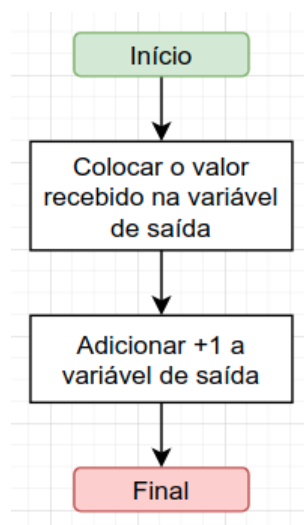 Início
Colocar o valor
recebido na variável
de saída
Adicionar +1 a
variável de saída
Final